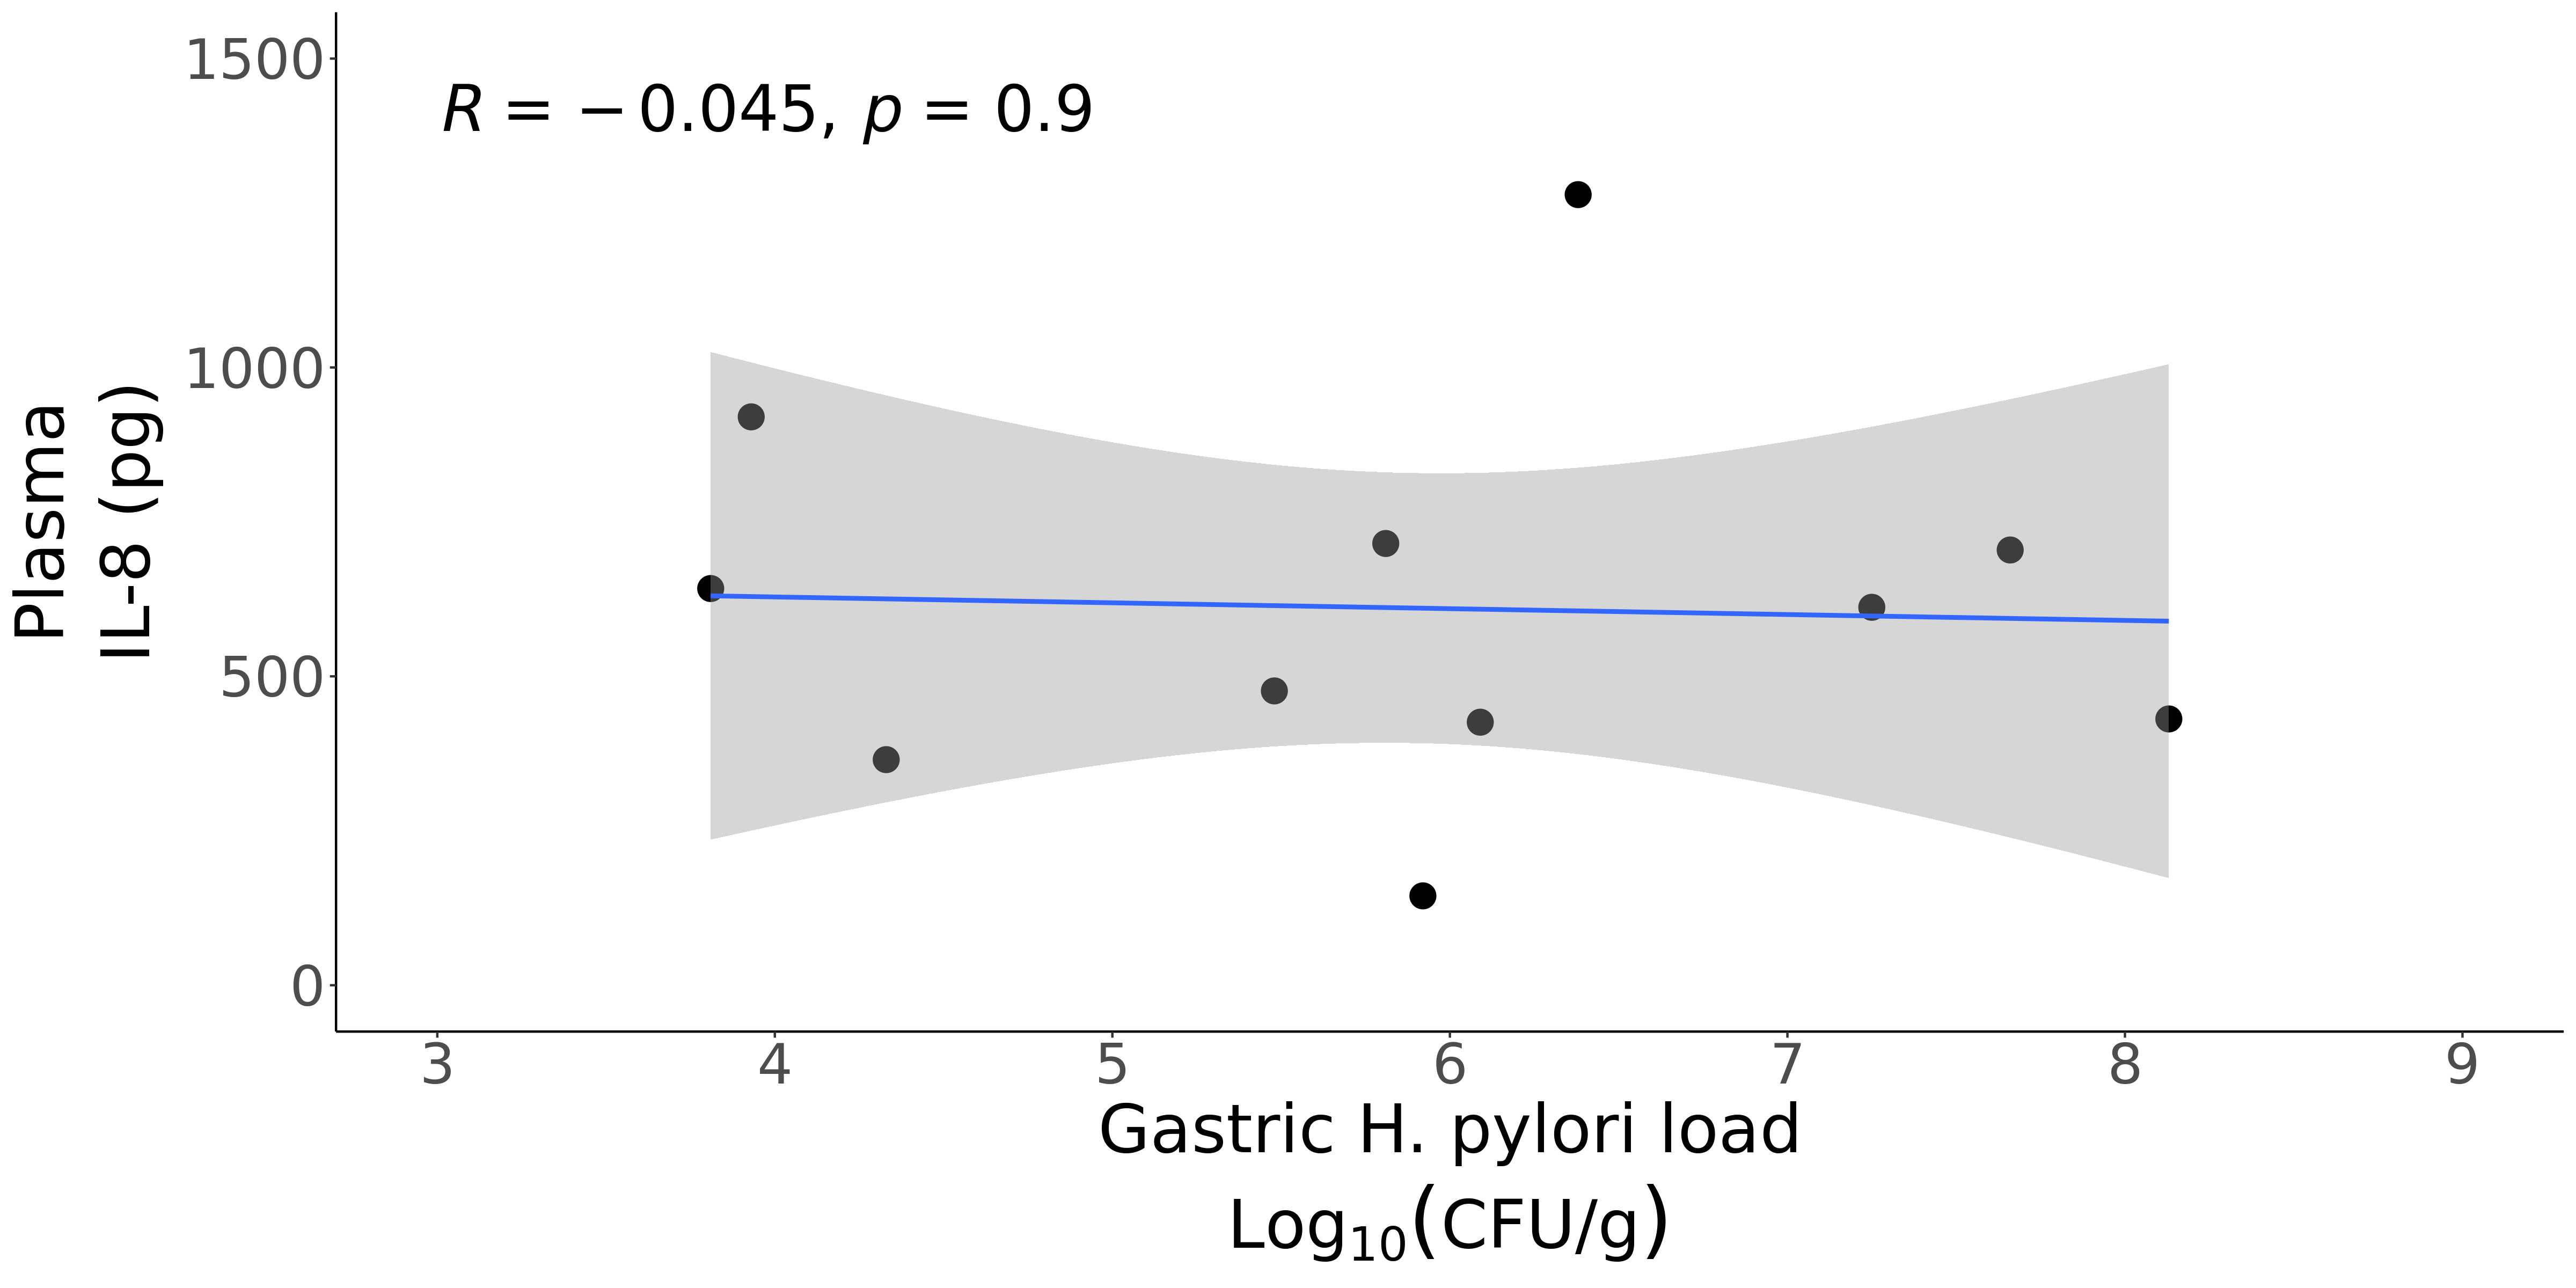 R = −0.045, p = 0.9
Plasma
IL-8 (pg)
1500
1000
500
0
3 4 5 6 7 8 9
Gastric H. pylori load
Log₁₀(CFU/g)